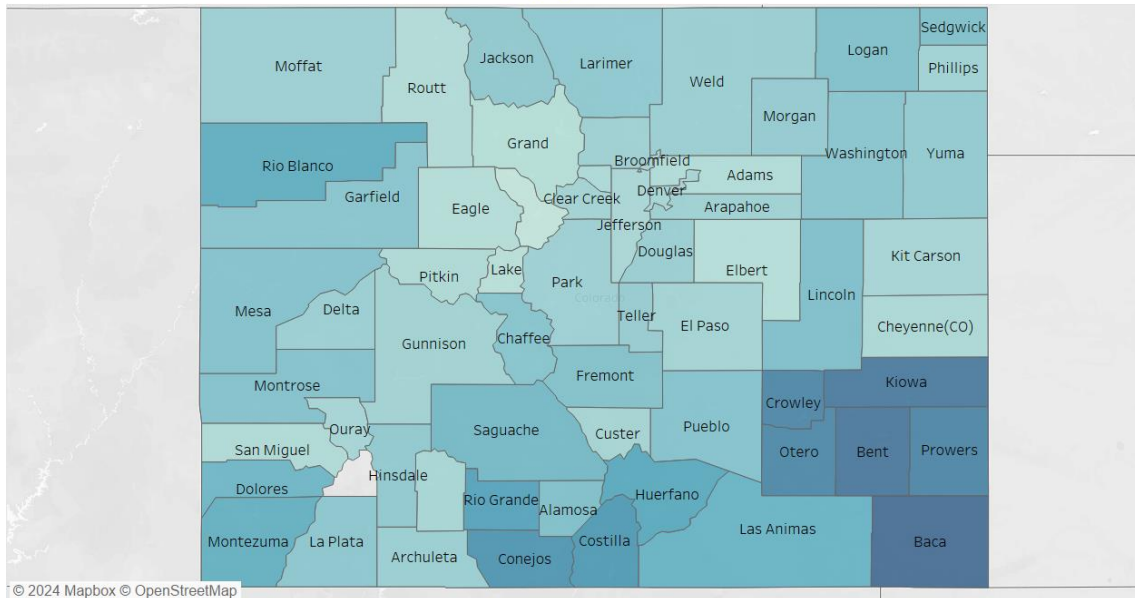 Sedgwick
Logan
Jackson
Larimer
Moffat
Phillips
Weld
Routt
Morgan
Grand
Washington
Yuma
Broomfield
Rio Blanco
Adams
Denver
Garfield
Clear Creek
Arapahoe
Eagle
Jefferson
Douglas
Kit Carson
Lake
Elbert
Pitkin
Park
Lincoln
Colorado
Mesa
Delta
Teller
El Paso
Cheyenne(CO)
Chaffee
Gunnison
Fremont
Kiowa
Montrose
Crowley
Pueblo
Ouray
Saguache
Custer
San Miguel
Otero
Bent
Prowers
Hinsdale
Dolores
Huerfano
Rio Grande
Alamosa
Las Animas
Montezuma
La Plata
Costilla
Baca
Archuleta
Conejos
© 2024 Mapbox © OpenStreetMap